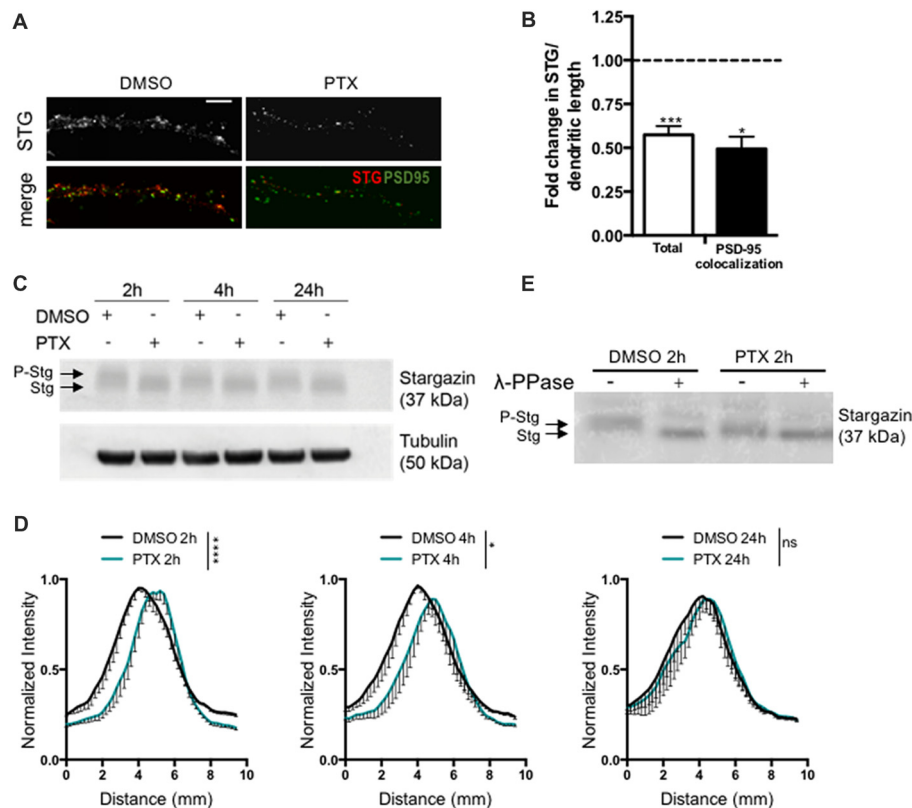 A
DMSO PTX
STG
merge
STG PSD95
B
Fold change in STG/
dendritic length
1.25
1.00
0.75
0.50
0.25
0.00
***
*
Total
PSD-95
colocalization
C
2h 4h 24h
DMSO + - + - + -
PTX - + - + - +
P-Stg
Stg
Stargazin
(37 kDa)
Tubulin
(50 kDa)
E
DMSO 2h PTX 2h
λ-PPase - + - +
P-Stg
Stg
Stargazin
(37 kDa)
D
DMSO 2h
PTX 2h
****
Normalized Intensity
1.0
0.5
0.0
0 2 4 6 8 10
Distance (mm)
DMSO 4h
PTX 4h
*
Normalized Intensity
1.0
0.5
0.0
0 2 4 6 8 10
Distance (mm)
DMSO 24h
PTX 24h
ns
Normalized Intensity
1.0
0.5
0.0
0 2 4 6 8 10
Distance (mm)